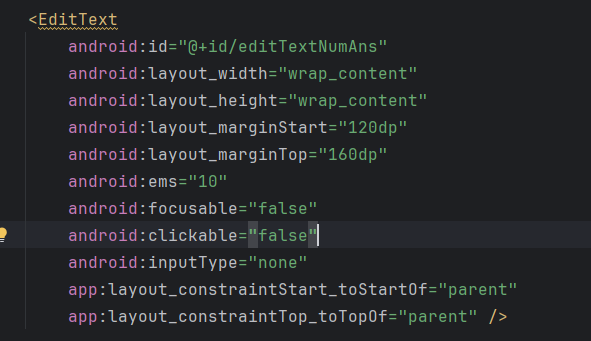 <EditText
android:id="@+id/editTextNumAns"
android:layout_width="wrap_content"
android:layout_height="wrap_content"
android:layout_marginStart="120dp"
android:layout_marginTop="160dp"
android:ems="10"
android:focusable="false"
android:clickable="false"
android:inputType="none"
app:layout_constraintStart_toStartOf="parent"
app:layout_constraintTop_toTopOf="parent" />